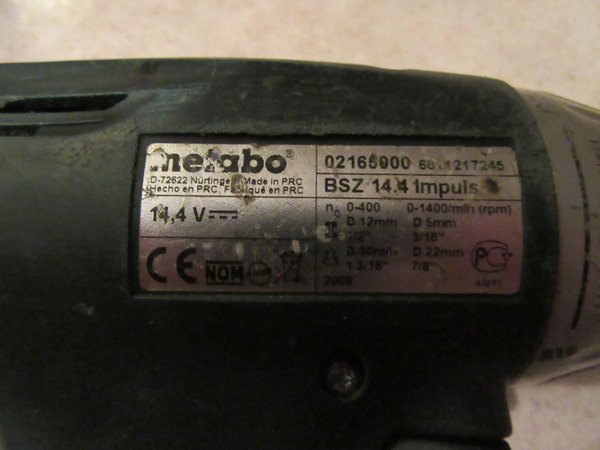 metabo®
D-72622 Nürtingen, Made in PRC
Hecho en PRC, Fabriqué en PRC
14,4 V
CE NOM
02165000
BSZ 14.4 Impuls
n₀ 0-400 0-1400/min (rpm)
D 12mm D 5mm
1/2" 3/16"
D 30mm D 22mm
1 3/16" 7/8"